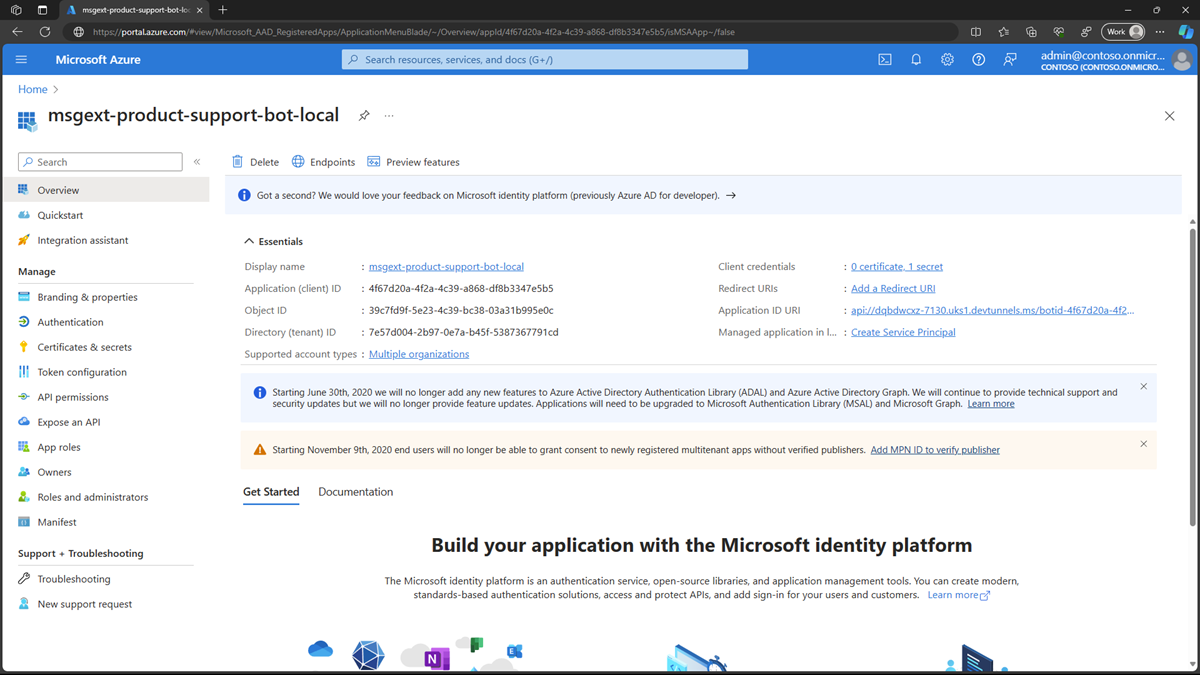 msgext-product-support-bot-loc
https://portal.azure.com/#view/Microsoft_AAD_RegisteredApps/ApplicationMenuBlade/~/Overview/appId/4f67d20a-4f2a-4c39-a868-df8b3347e5b5/isMSAApp~/false
Work
Microsoft Azure
Search resources, services, and docs (G+/)
admin@contoso.onmicr...
CONTOSO (CONTOSO.ONMICRO...
Home
msgext-product-support-bot-local
Search
Overview
Quickstart
Integration assistant
Manage
Branding & properties
Authentication
Certificates & secrets
Token configuration
API permissions
Expose an API
App roles
Owners
Roles and administrators
Manifest
Support + Troubleshooting
Troubleshooting
New support request
Delete
Endpoints
Preview features
Got a second? We would love your feedback on Microsoft identity platform (previously Azure AD for developer).
Essentials
Display name : msgext-product-support-bot-local
Application (client) ID : 4f67d20a-4f2a-4c39-a868-df8b3347e5b5
Object ID : 39c7fd9f-5e23-4c39-bc38-03a31b995e0c
Directory (tenant) ID : 7e57d004-2b97-0e7a-b45f-5387367791cd
Supported account types : Multiple organizations
Client credentials : 0 certificate, 1 secret
Redirect URIs : Add a Redirect URI
Application ID URI : api://dqbdwcxz-7130.uks1.devtunnels.ms/botid-4f67d20a-4f2...
Managed application in l... : Create Service Principal
Starting June 30th, 2020 we will no longer add any new features to Azure Active Directory Authentication Library (ADAL) and Azure Active Directory Graph. We will continue to provide technical support and
security updates but we will no longer provide feature updates. Applications will need to be upgraded to Microsoft Authentication Library (MSAL) and Microsoft Graph. Learn more
Starting November 9th, 2020 end users will no longer be able to grant consent to newly registered multitenant apps without verified publishers. Add MPN ID to verify publisher
Get Started
Documentation
Build your application with the Microsoft identity platform
The Microsoft identity platform is an authentication service, open-source libraries, and application management tools. You can create modern,
standards-based authentication solutions, access and protect APIs, and add sign-in for your users and customers. Learn more
N
E